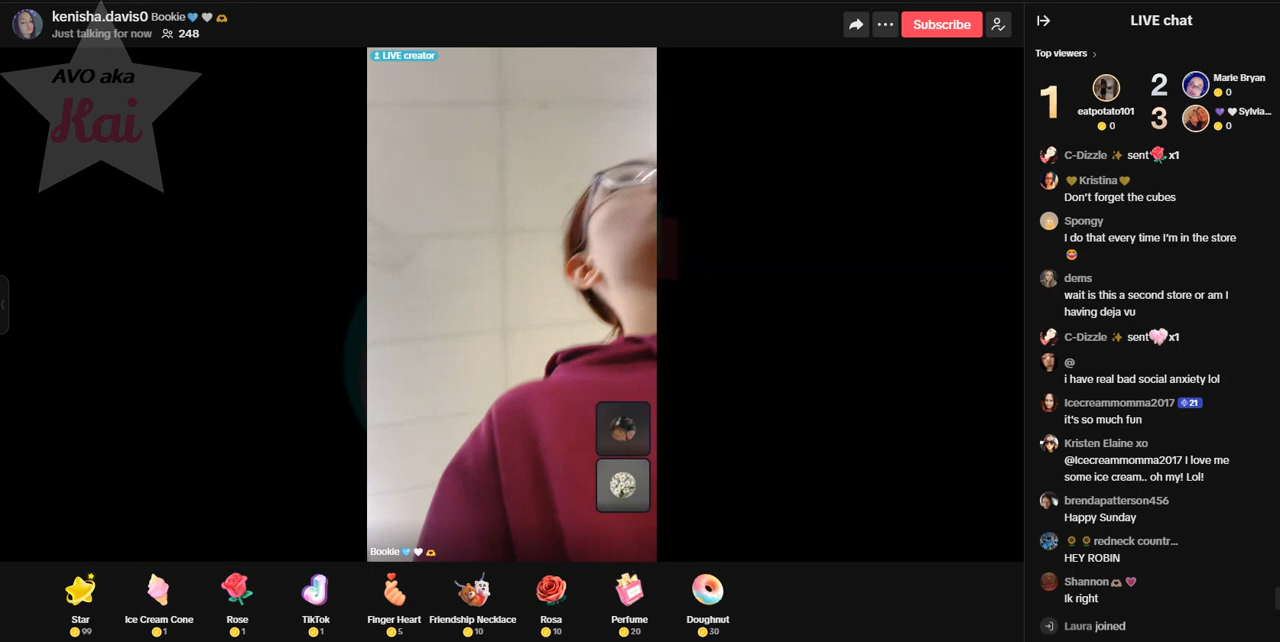 kenisha.davis0 Bookie💙🤍🫶
Just talking for now 248
Subscribe
LIVE chat
AVO aka
Kai
LIVE creator
Top viewers >
1 eatpotato101 0
2 Marie Bryan 0
3 💜🤍Sylvia... 0
C-Dizzle ✨ sent x1
💛Kristina💛
Don't forget the cubes
Spongy
I do that every time I'm in the store
😂
dems
wait is this a second store or am I
having deja vu
C-Dizzle ✨ sent x1
@
i have real bad social anxiety lol
Icecreammomma2017 21
it's so much fun
Kristen Elaine xo
@Icecreammomma2017 I love me
some ice cream.. oh my! Lol!
brendapatterson456
Happy Sunday
🌻🌻redneck countr...
HEY ROBIN
Shannon🫶💗
Ik right
Laura joined
Bookie💙🤍🫶
Star
99
Ice Cream Cone
1
Rose
1
TikTok
1
Finger Heart
5
Friendship Necklace
10
Rosa
10
Perfume
20
Doughnut
30